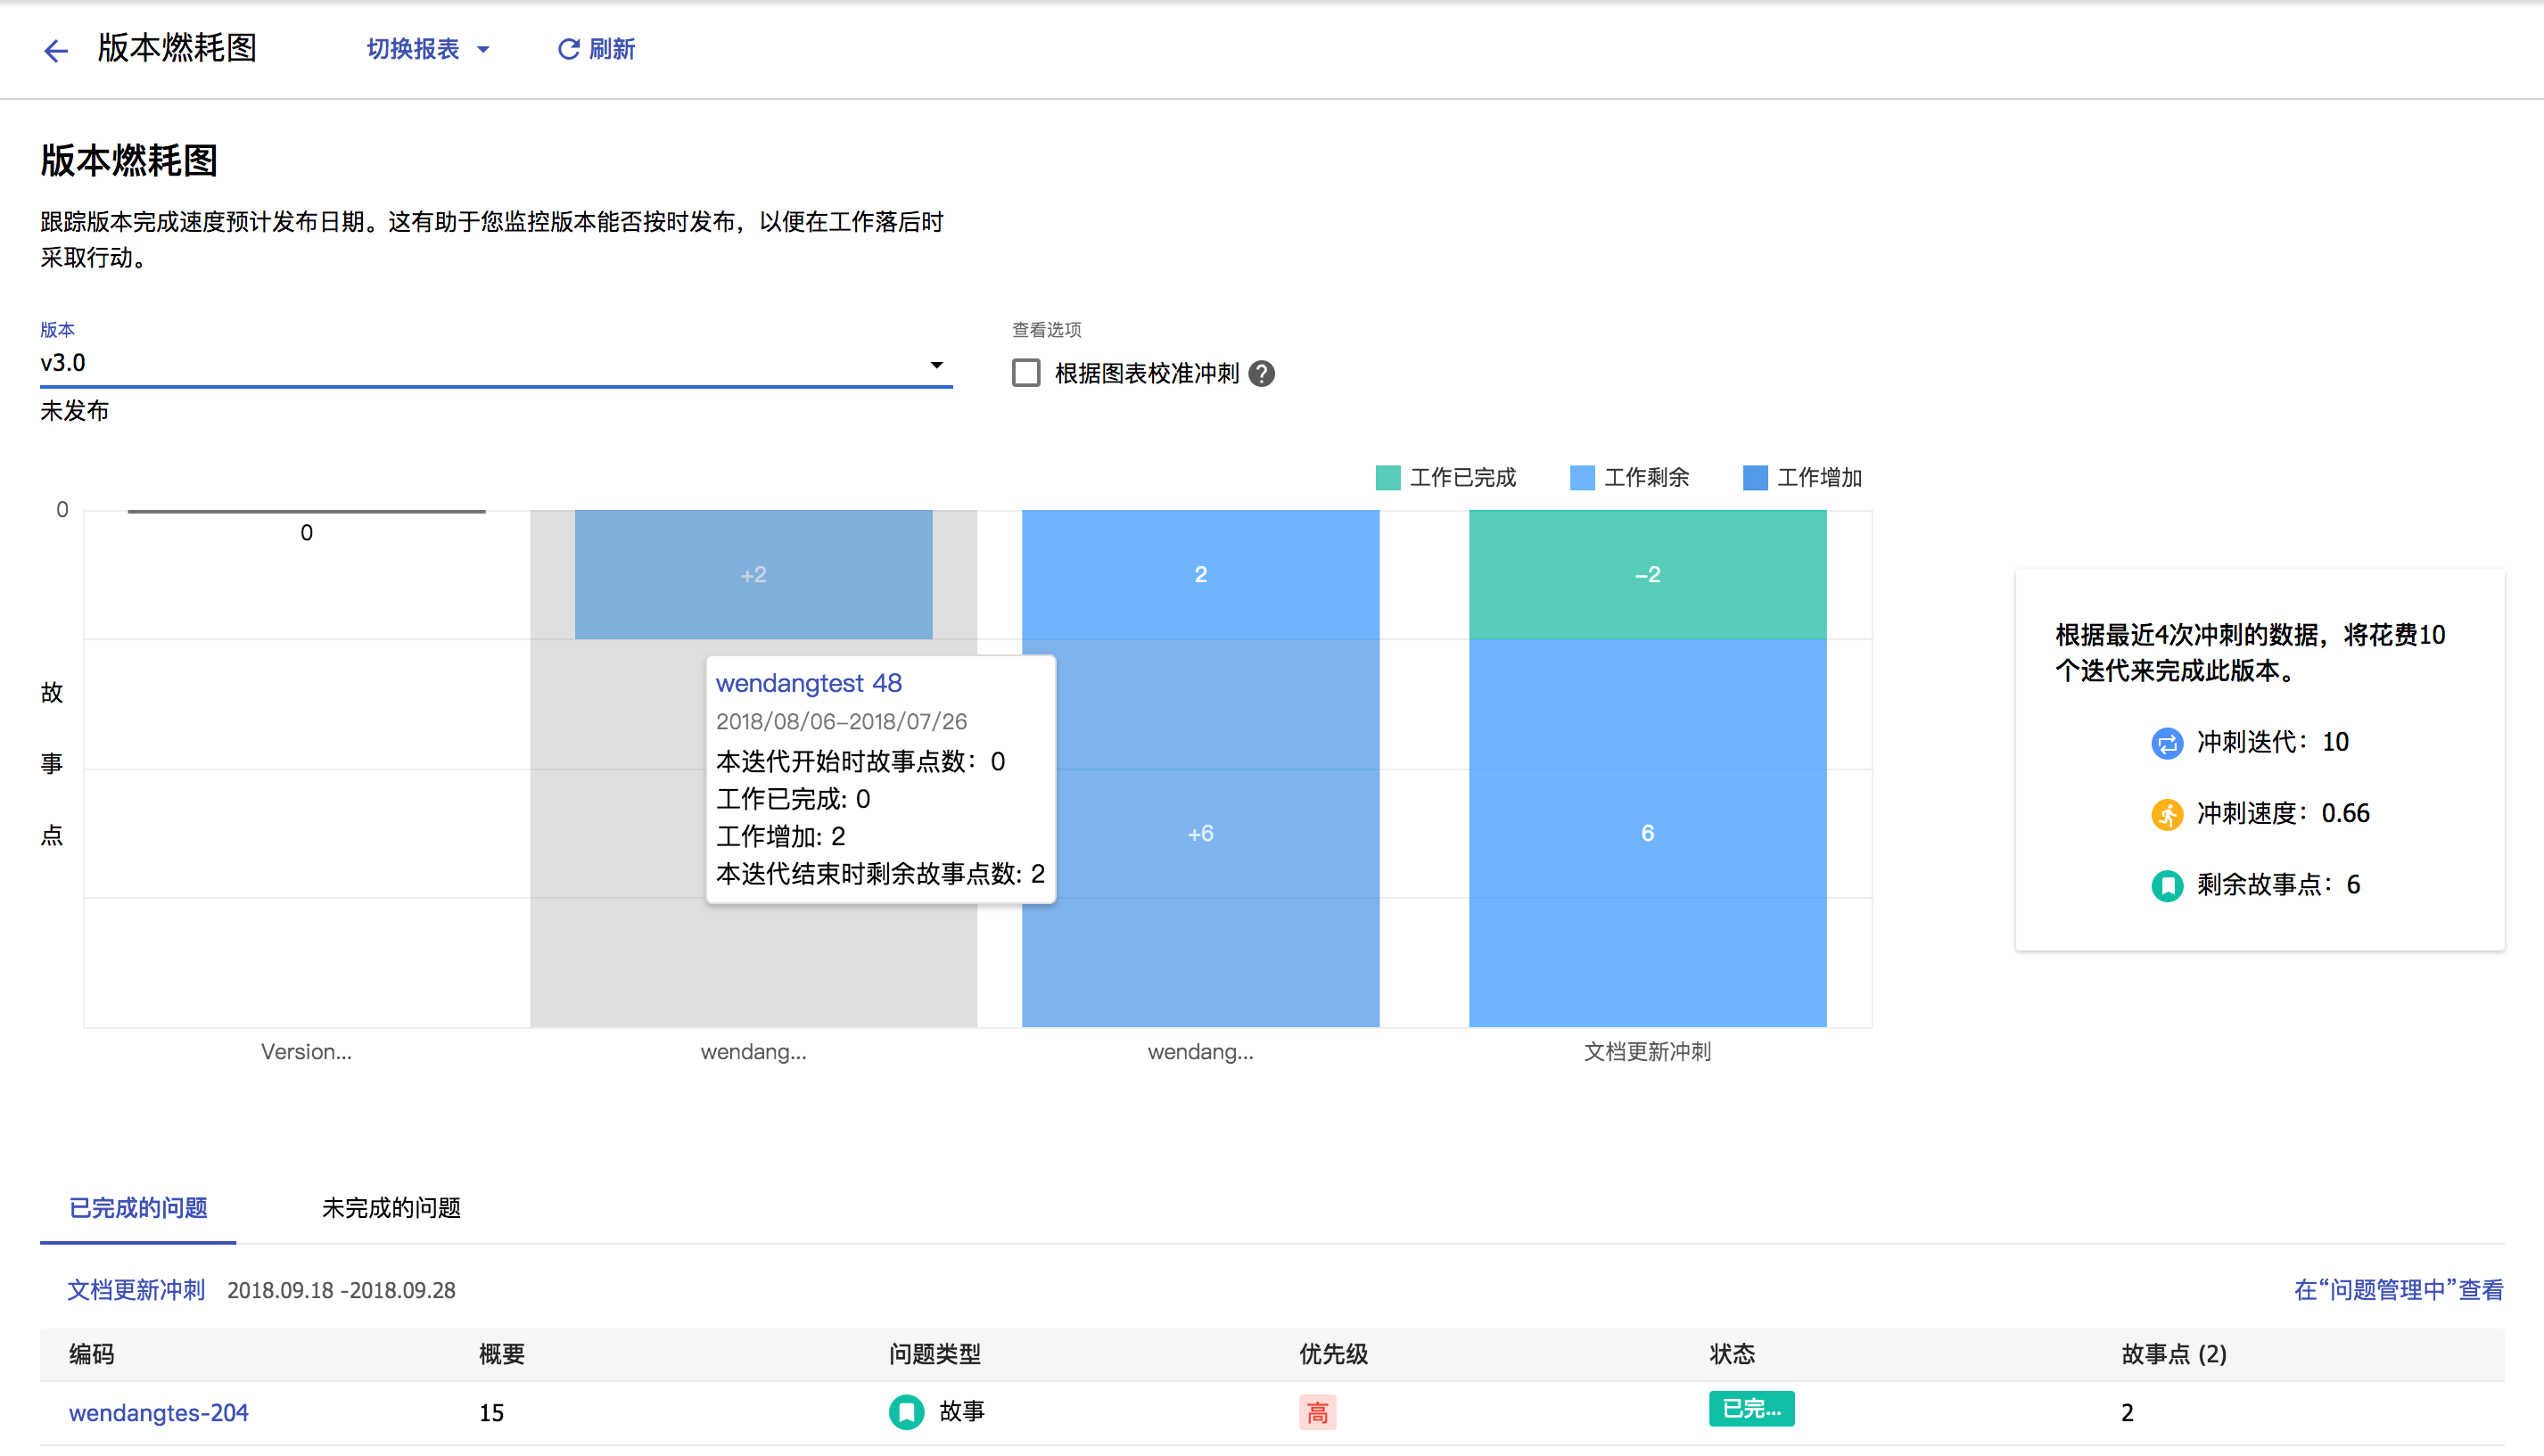 版本燃耗图
切换报表
刷新
版本燃耗图
跟踪版本完成速度预计发布日期。这有助于您监控版本能否按时发布，以便在工作落后时
采取行动。
版本
v3.0
未发布
查看选项
根据图表校准冲刺 ?
工作已完成 工作剩余 工作增加
0
0
+2
2
-2
wendangtest 48
2018/08/06-2018/07/26
本迭代开始时故事点数：0
工作已完成: 0
工作增加: 2
本迭代结束时剩余故事点数: 2
+6
6
故
事
点
Version...
wendang...
wendang...
文档更新冲刺
根据最近4次冲刺的数据，将花费10
个迭代来完成此版本。
冲刺迭代：10
冲刺速度：0.66
剩余故事点：6
已完成的问题
未完成的问题
文档更新冲刺 2018.09.18 -2018.09.28
在“问题管理中”查看
编码 概要 问题类型 优先级 状态 故事点 (2)
wendangtes-204 15 故事 高 已完... 2